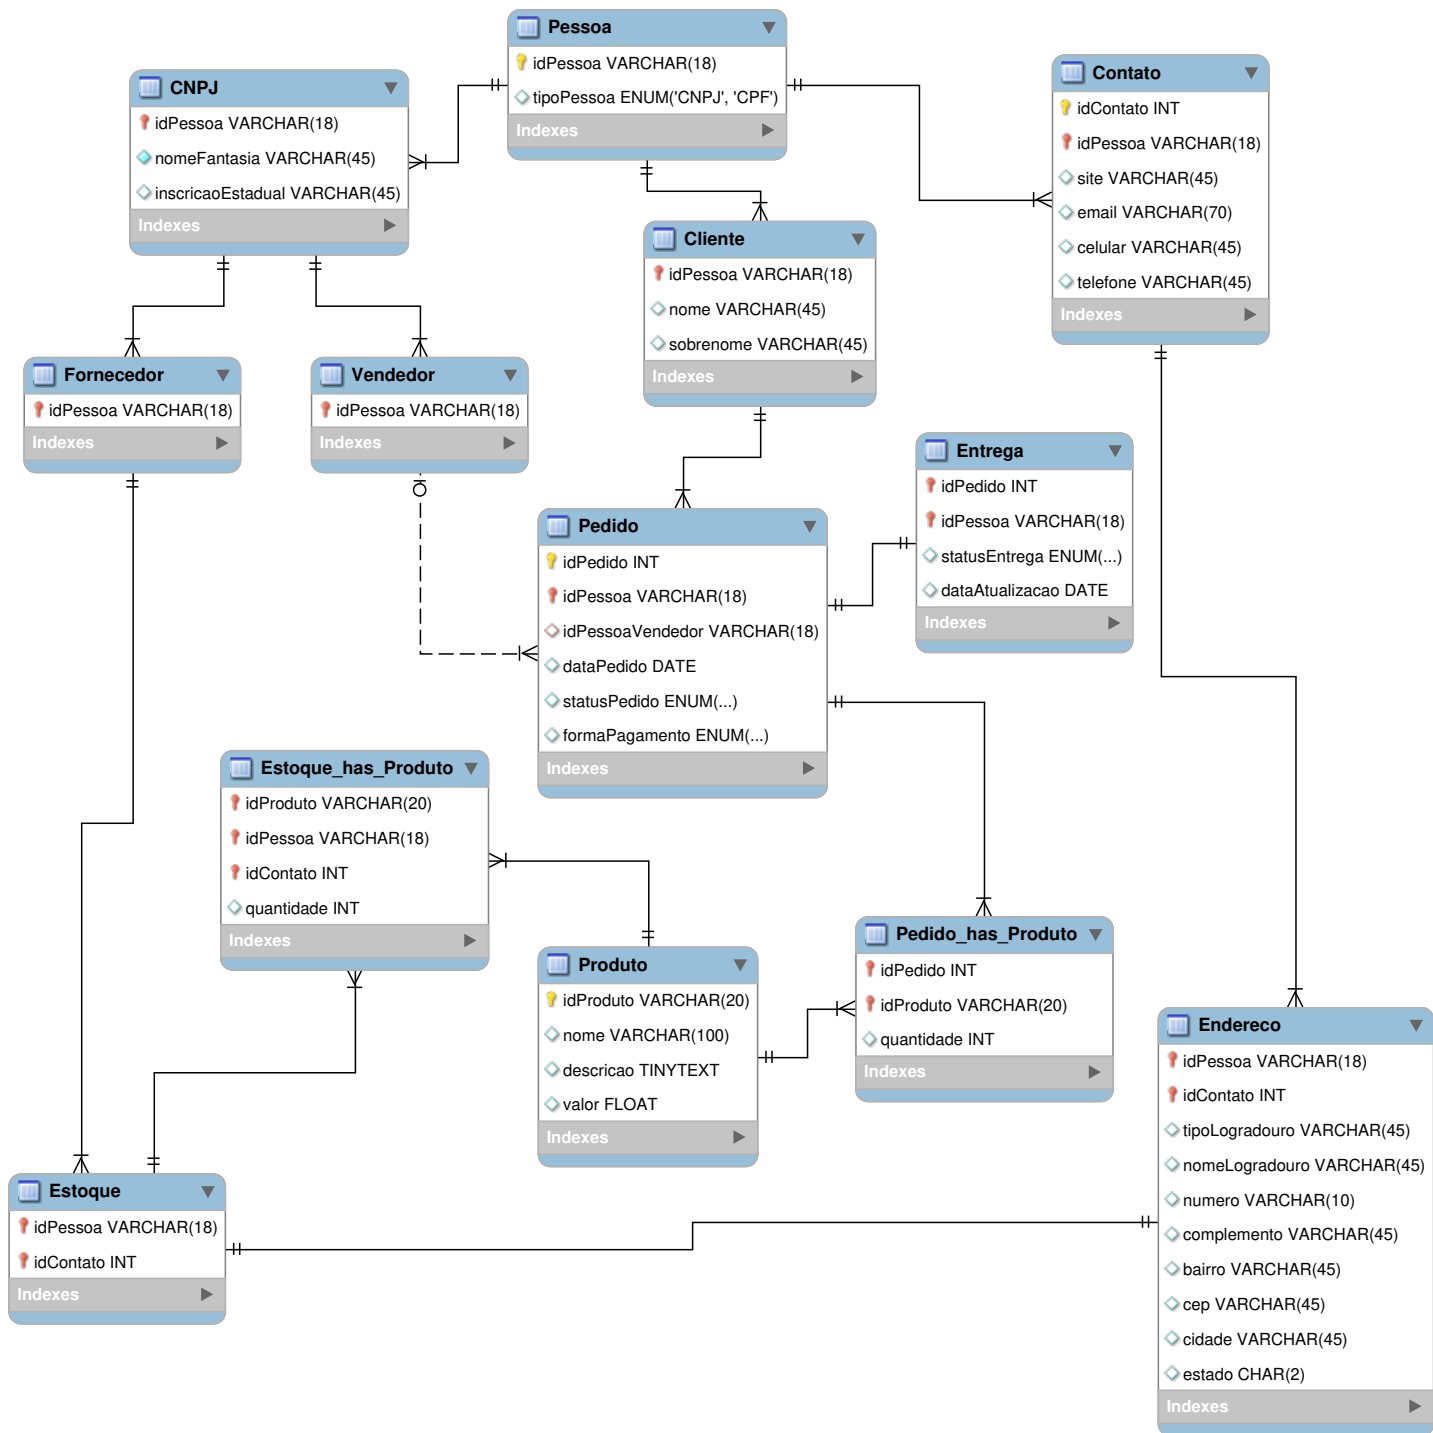 Pessoa
idPessoa VARCHAR(18)
tipoPessoa ENUM('CNPJ', 'CPF')
Indexes
CNPJ
idPessoa VARCHAR(18)
nomeFantasia VARCHAR(45)
inscricaoEstadual VARCHAR(45)
Indexes
Contato
idContato INT
idPessoa VARCHAR(18)
site VARCHAR(45)
email VARCHAR(70)
celular VARCHAR(45)
telefone VARCHAR(45)
Indexes
Cliente
idPessoa VARCHAR(18)
nome VARCHAR(45)
sobrenome VARCHAR(45)
Indexes
Fornecedor
idPessoa VARCHAR(18)
Indexes
Vendedor
idPessoa VARCHAR(18)
Indexes
Entrega
idPedido INT
idPessoa VARCHAR(18)
statusEntrega ENUM(...)
dataAtualizacao DATE
Indexes
Pedido
idPedido INT
idPessoa VARCHAR(18)
idPessoaVendedor VARCHAR(18)
dataPedido DATE
statusPedido ENUM(...)
formaPagamento ENUM(...)
Indexes
Estoque_has_Produto
idProduto VARCHAR(20)
idPessoa VARCHAR(18)
idContato INT
quantidade INT
Indexes
Produto
idProduto VARCHAR(20)
nome VARCHAR(100)
descricao TINYTEXT
valor FLOAT
Indexes
Pedido_has_Produto
idPedido INT
idProduto VARCHAR(20)
quantidade INT
Indexes
Endereco
idPessoa VARCHAR(18)
idContato INT
tipoLogradouro VARCHAR(45)
nomeLogradouro VARCHAR(45)
numero VARCHAR(10)
complemento VARCHAR(45)
bairro VARCHAR(45)
cep VARCHAR(45)
cidade VARCHAR(45)
estado CHAR(2)
Indexes
Estoque
idPessoa VARCHAR(18)
idContato INT
Indexes